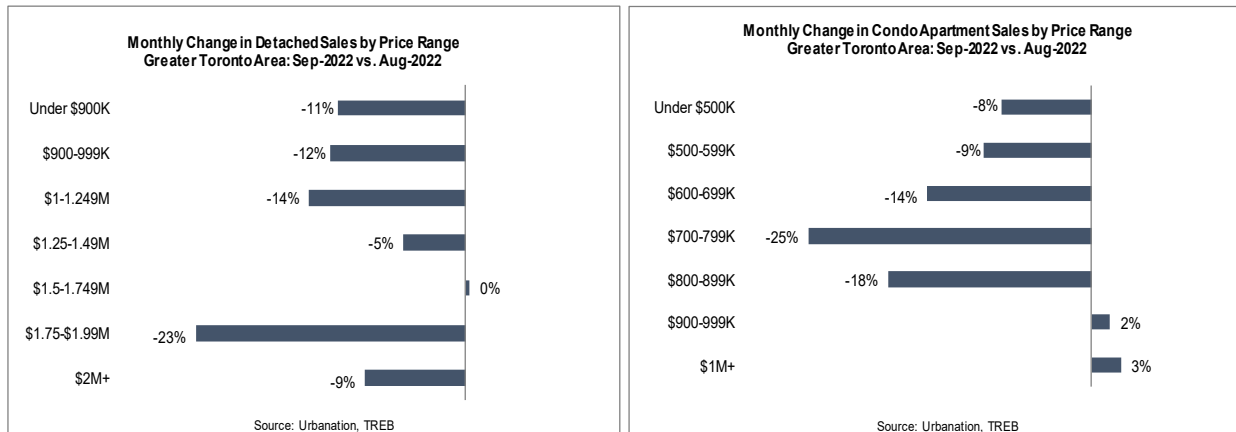 Monthly Change in Detached Sales by Price Range
Greater Toronto Area: Sep-2022 vs. Aug-2022
Under $900K -11%
$900-999K -12%
$1-1.249M -14%
$1.25-1.49M -5%
$1.5-1.749M 0%
$1.75-$1.99M -23%
$2M+ -9%
Source: Urbanation, TREB
Monthly Change in Condo Apartment Sales by Price Range
Greater Toronto Area: Sep-2022 vs. Aug-2022
Under $500K -8%
$500-599K -9%
$600-699K -14%
$700-799K -25%
$800-899K -18%
$900-999K 2%
$1M+ 3%
Source: Urbanation, TREB